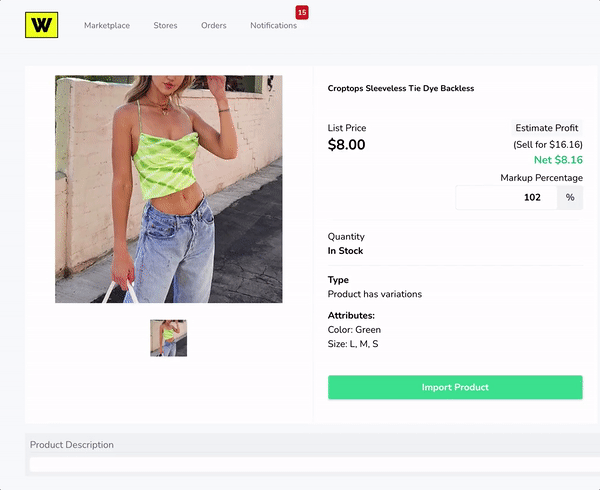 W
Marketplace
Stores
Orders
Notifications
15
Croptops Sleeveless Tie Dye Backless
List Price
$8.00
Estimate Profit
(Sell for $16.16)
Net $8.16
Markup Percentage
102 %
Quantity
In Stock
Type
Product has variations
Attributes:
Color: Green
Size: L, M, S
Import Product
Product Description